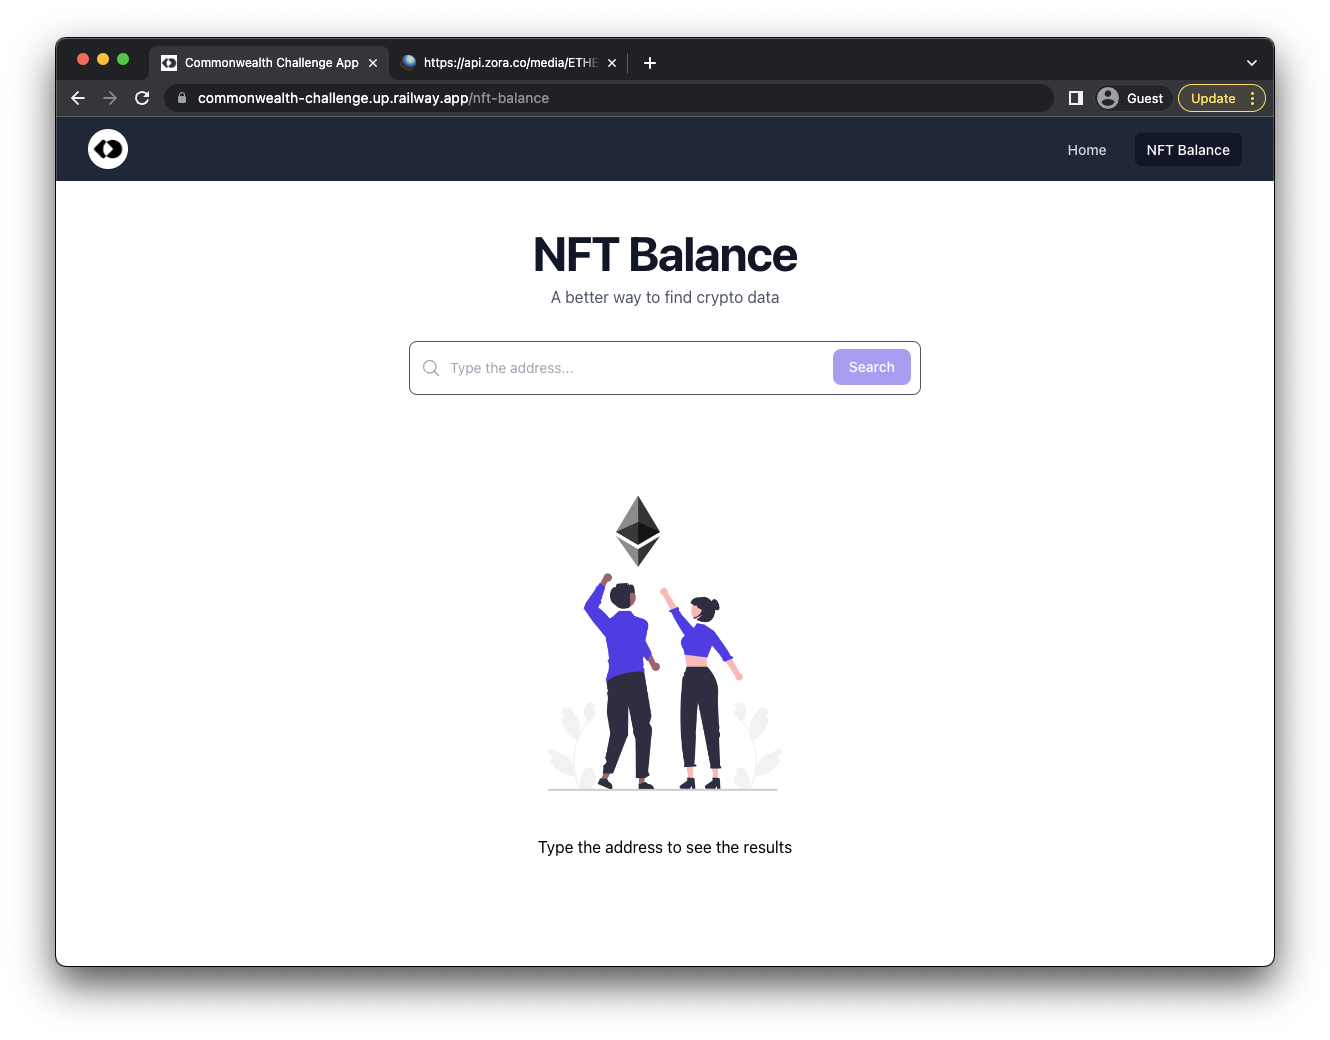 Commonwealth Challenge App
https://api.zora.co/media/ETHE
commonwealth-challenge.up.railway.app/nft-balance
Guest
Update
Home
NFT Balance
NFT Balance
A better way to find crypto data
Type the address...
Search
Type the address to see the results